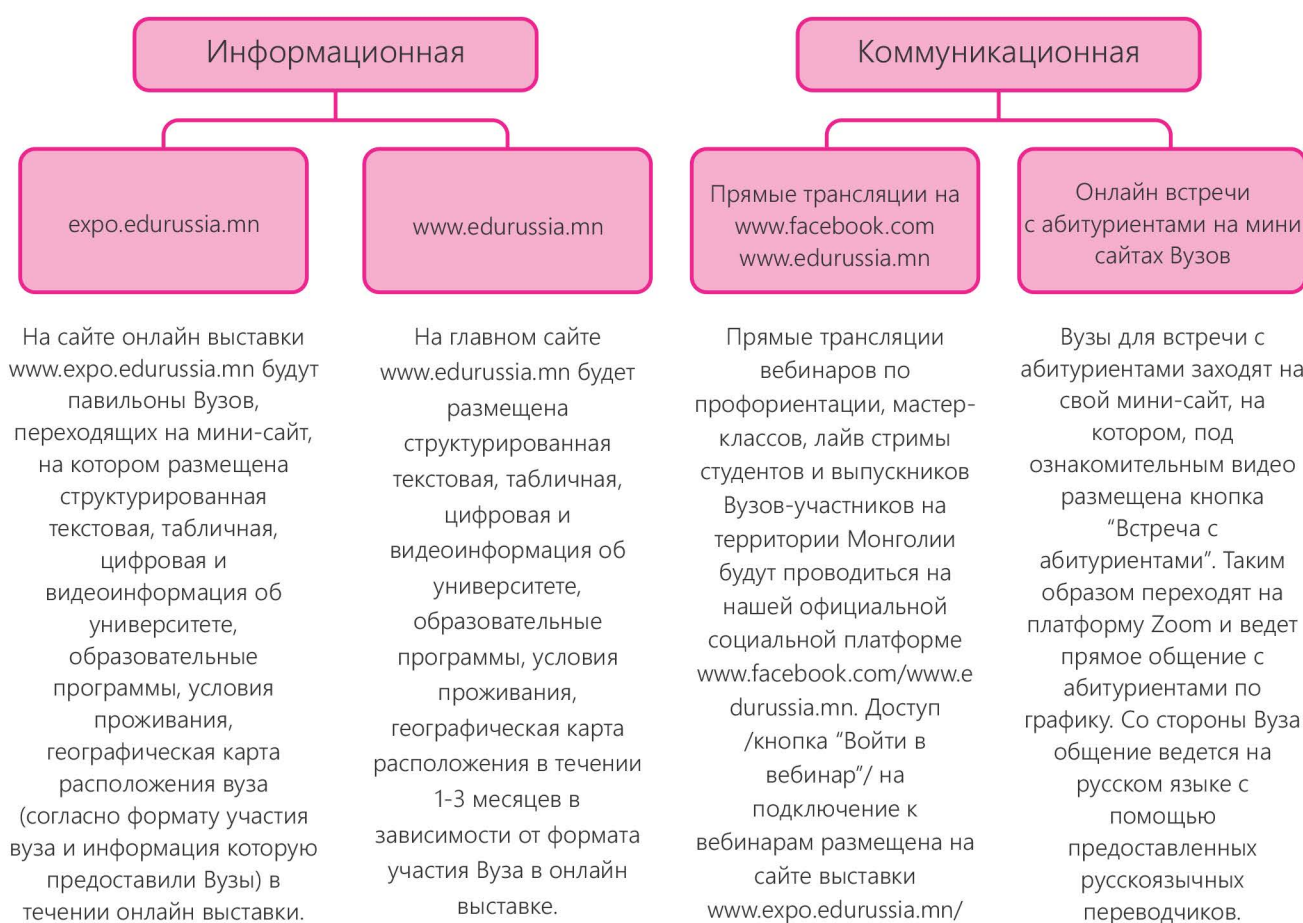 Информационная
expo.edurussia.mn
www.edurussia.mn
На сайте онлайн выставки
www.expo.edurussia.mn будут
павильоны Вузов,
переходящих на мини-сайт,
на котором размещена
структурированная
текстовая, табличная,
цифровая и
видеоинформация об
университете,
образовательные
программы, условия
проживания,
географическая карта
расположения вуза
(согласно формату участия
вуза и информация которую
предоставили Вузы) в
течении онлайн выставки.
На главном сайте
www.edurussia.mn будет
размещена
структурированная
текстовая, табличная,
цифровая и
видеоинформация об
университете,
образовательные
программы, условия
проживания,
географическая карта
расположения в течении
1-3 месяцев в
зависимости от формата
участия Вуза в онлайн
выставке.
Коммуникационная
Прямые трансляции на
www.facebook.com
www.edurussia.mn
Онлайн встречи
с абитуриентами на мини
сайтах Вузов
Прямые трансляции
вебинаров по
профориентации, мастер-
классов, лайв стримы
студентов и выпускников
Вузов-участников на
территории Монголии
будут проводиться на
нашей официальной
социальной платформе
www.facebook.com/www.e
durussia.mn. Доступ
/кнопка “Войти в
вебинар”/ на
подключение к
вебинарам размещена на
сайте выставки
www.expo.edurussia.mn/
Вузы для встречи с
абитуриентами заходят на
свой мини-сайт, на
котором, под
ознакомительным видео
размещена кнопка
“Встреча с
абитуриентами”. Таким
образом переходят на
платформу Zoom и ведет
прямое общение с
абитуриентами по
графику. Со стороны Вуза
общение ведется на
русском языке с
помощью
предоставленных
русскоязычных
переводчиков.